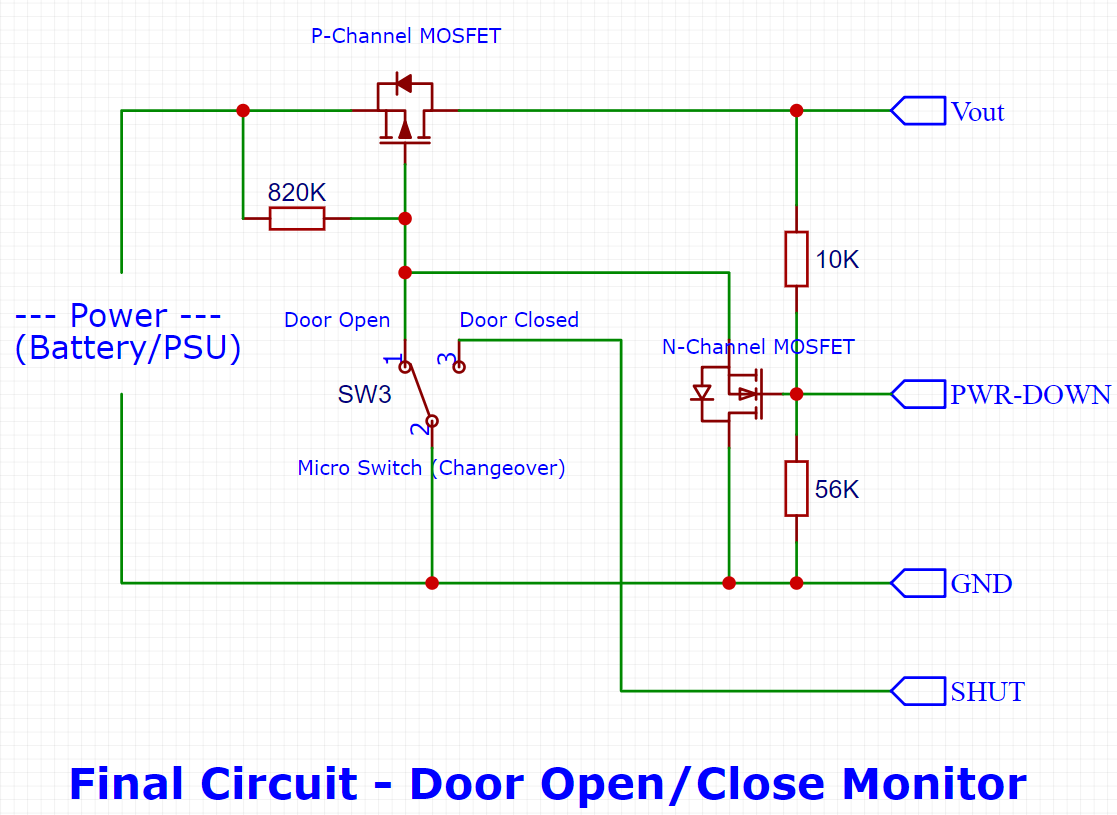 P-Channel MOSFET
Vout
820K
10K
--- Power ---
(Battery/PSU)
Door Open
Door Closed
N-Channel MOSFET
1
3
SW3
PWR-DOWN
2
Micro Switch (Changeover)
56K
GND
SHUT
Final Circuit - Door Open/Close Monitor